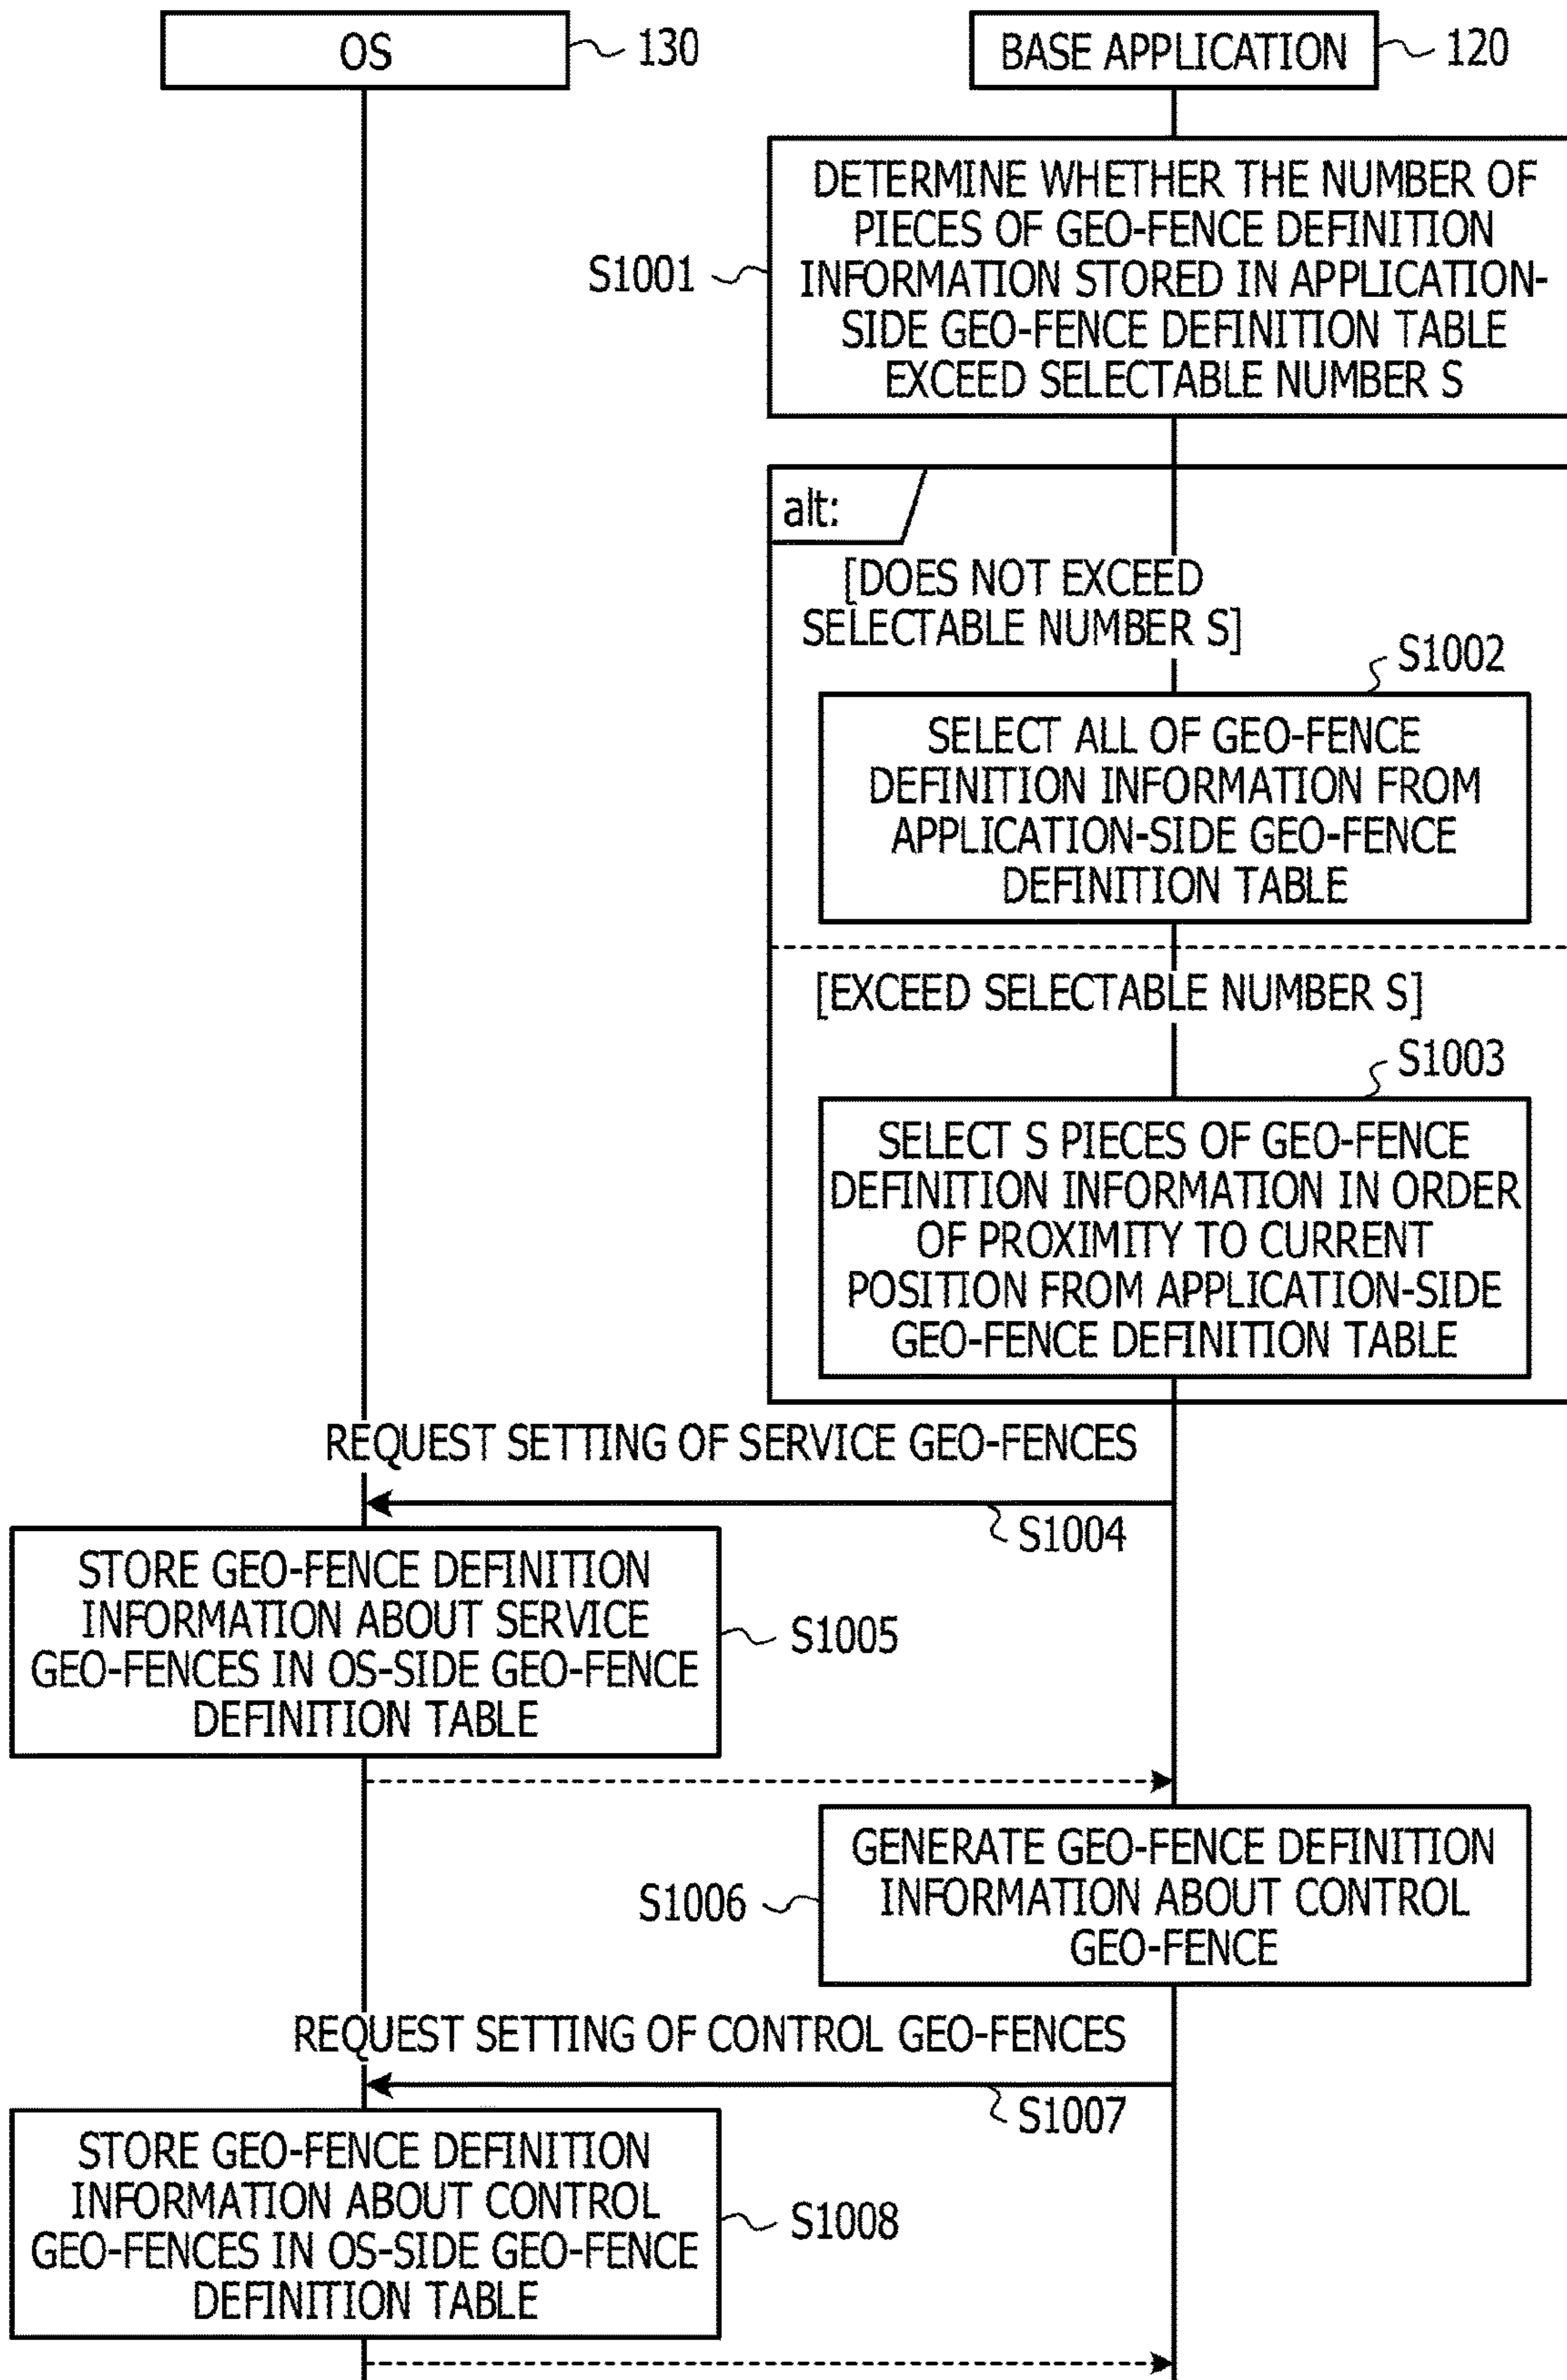 OS
130
BASE APPLICATION
120
DETERMINE WHETHER THE NUMBER OF
PIECES OF GEO-FENCE DEFINITION
INFORMATION STORED IN APPLICATION-
SIDE GEO-FENCE DEFINITION TABLE
EXCEED SELECTABLE NUMBER S
S1001
alt:
[DOES NOT EXCEED
SELECTABLE NUMBER S]
S1002
SELECT ALL OF GEO-FENCE
DEFINITION INFORMATION FROM
APPLICATION-SIDE GEO-FENCE
DEFINITION TABLE
[EXCEED SELECTABLE NUMBER S]
S1003
SELECT S PIECES OF GEO-FENCE
DEFINITION INFORMATION IN ORDER
OF PROXIMITY TO CURRENT
POSITION FROM APPLICATION-SIDE
GEO-FENCE DEFINITION TABLE
REQUEST SETTING OF SERVICE GEO-FENCES
S1004
STORE GEO-FENCE DEFINITION
INFORMATION ABOUT SERVICE
GEO-FENCES IN OS-SIDE GEO-FENCE
DEFINITION TABLE
S1005
GENERATE GEO-FENCE DEFINITION
INFORMATION ABOUT CONTROL
GEO-FENCE
S1006
REQUEST SETTING OF CONTROL GEO-FENCES
S1007
STORE GEO-FENCE DEFINITION
INFORMATION ABOUT CONTROL
GEO-FENCES IN OS-SIDE GEO-FENCE
DEFINITION TABLE
S1008